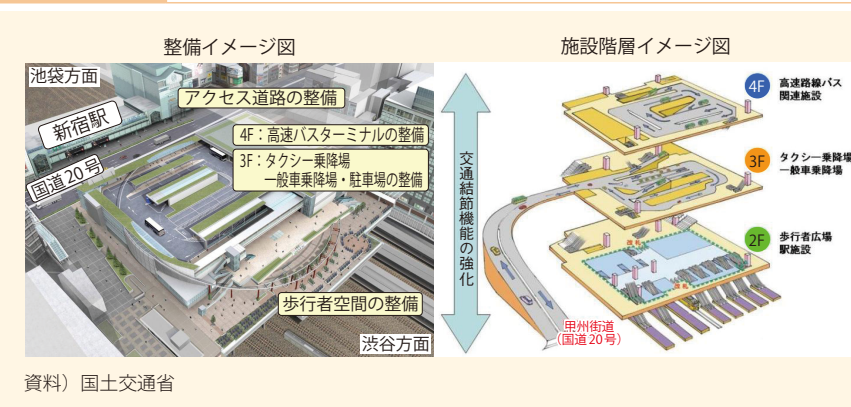 整備イメージ図
池袋方面
アクセス道路の整備
新宿駅
4F：高速バスターミナルの整備
3F：タクシー乗降場
一般車乗降場・駐車場の整備
国道20号
歩行者空間の整備
渋谷方面
施設階層イメージ図
交通結節機能の強化
4F
高速路線バス
関連施設
3F
タクシー乗降場
一般車乗降場
2F
歩行者広場
駅施設
改札
改札
甲州街道
（国道20号）
資料）国土交通省